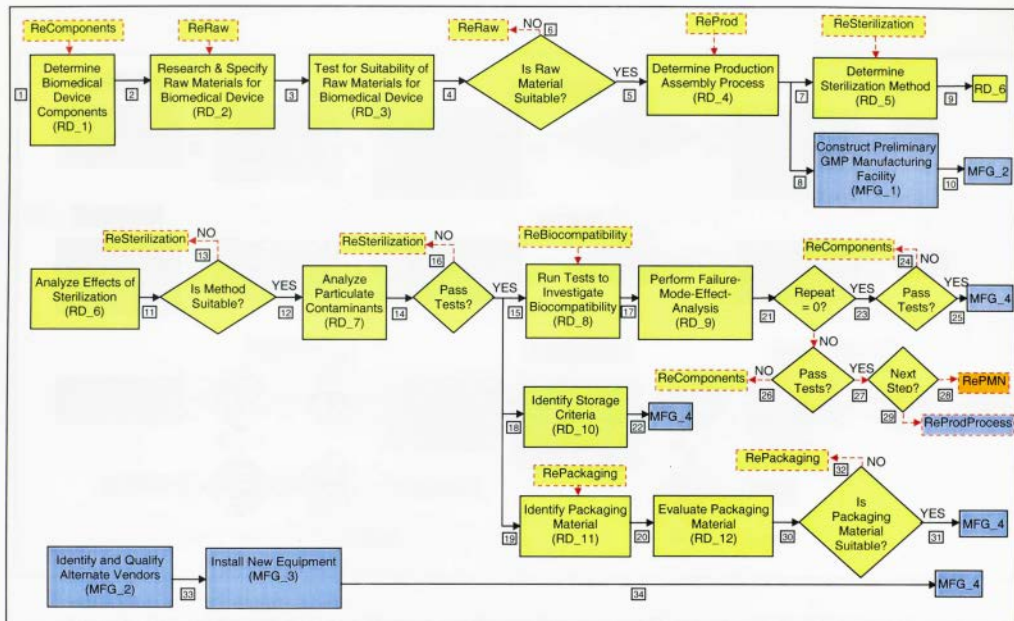 ReComponents
ReRaw
ReRaw
NO
6
ReProd
ReSterilization
1
Determine
Biomedical
Device
Components
(RD_1)
2
Research & Specify
Raw Materials for
Biomedical Device
(RD_2)
3
Test for Suitability of
Raw Materials for
Biomedical Device
(RD_3)
4
Is Raw
Material
Suitable?
YES
5
Determine Production
Assembly Process
(RD_4)
7
Determine
Sterilization Method
(RD_5)
9
RD_6
8
Construct Preliminary
GMP Manufacturing
Facility
(MFG_1)
10
MFG_2
ReSterilization
NO
13
ReSterilization
NO
16
ReBiocompatibility
ReComponents
24
NO
Analyze Effects of
Sterilization
(RD_6)
11
Is Method
Suitable?
YES
12
Analyze
Particulate
Contaminants
(RD_7)
14
Pass
Tests?
YES
15
Run Tests to
Investigate
Biocompatibility
(RD_8)
17
Perform Failure-
Mode-Effect-
Analysis
(RD_9)
21
Repeat
= 0?
YES
23
Pass
Tests?
YES
25
MFG_4
NO
ReComponents
NO
26
Pass
Tests?
YES
27
Next
Step?
28
RePMN
29
ReProdProcess
18
Identify Storage
Criteria
(RD_10)
22
MFG_4
RePackaging
RePackaging
32
NO
19
Identify Packaging
Material
(RD_11)
20
Evaluate Packaging
Material
(RD_12)
30
Is
Packaging
Material
Suitable?
YES
31
MFG_4
Identify and Qualify
Alternate Vendors
(MFG_2)
33
Install New Equipment
(MFG_3)
34
MFG_4